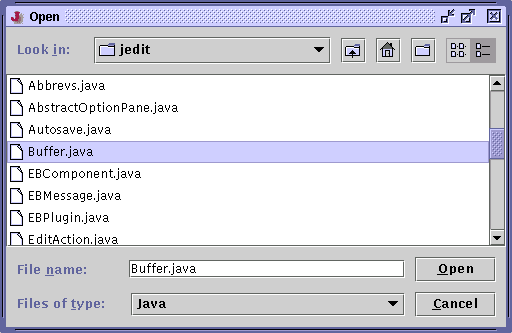 Open
Look in: jedit
Abbrevs.java
AbstractOptionPane.java
Autosave.java
Buffer.java
EBComponent.java
EBMessage.java
EBPlugin.java
EditAction.java
File name: Buffer.java Open
Files of type: Java Cancel